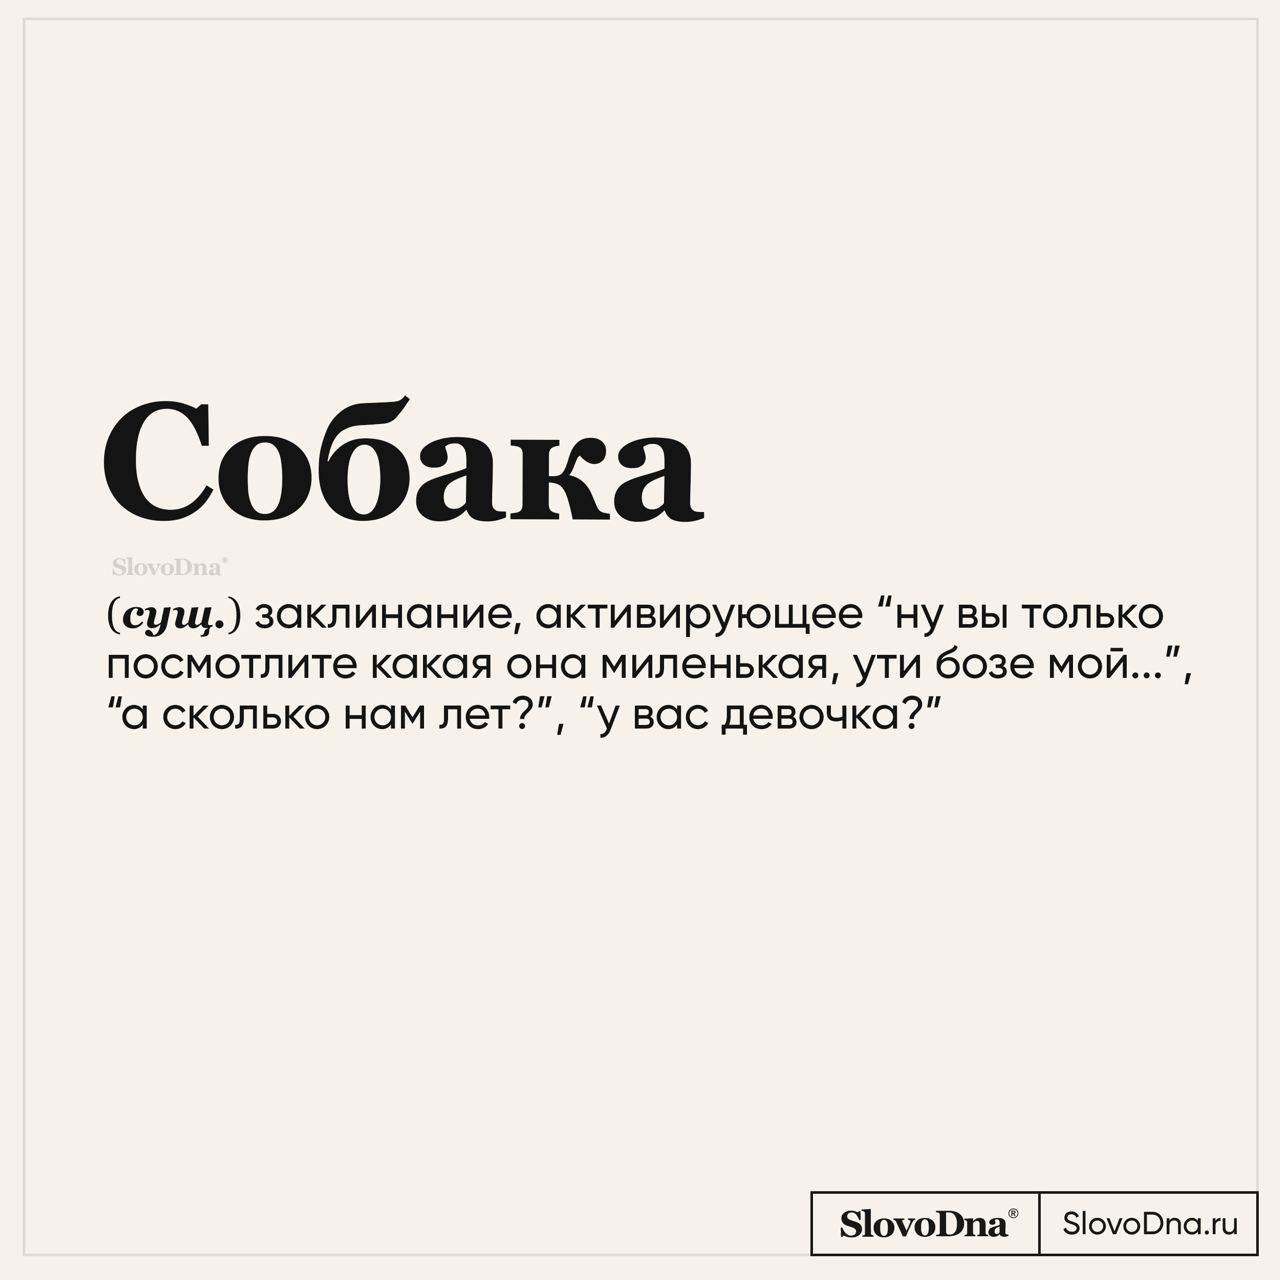 Собака
SlovoDna®
(сущ.) заклинание, активирующее “ну вы только
посмотлите какая она миленькая, ути бозе мой...”,
“а сколько нам лет?”, “у вас девочка?”
SlovoDna® SlovoDna.ru